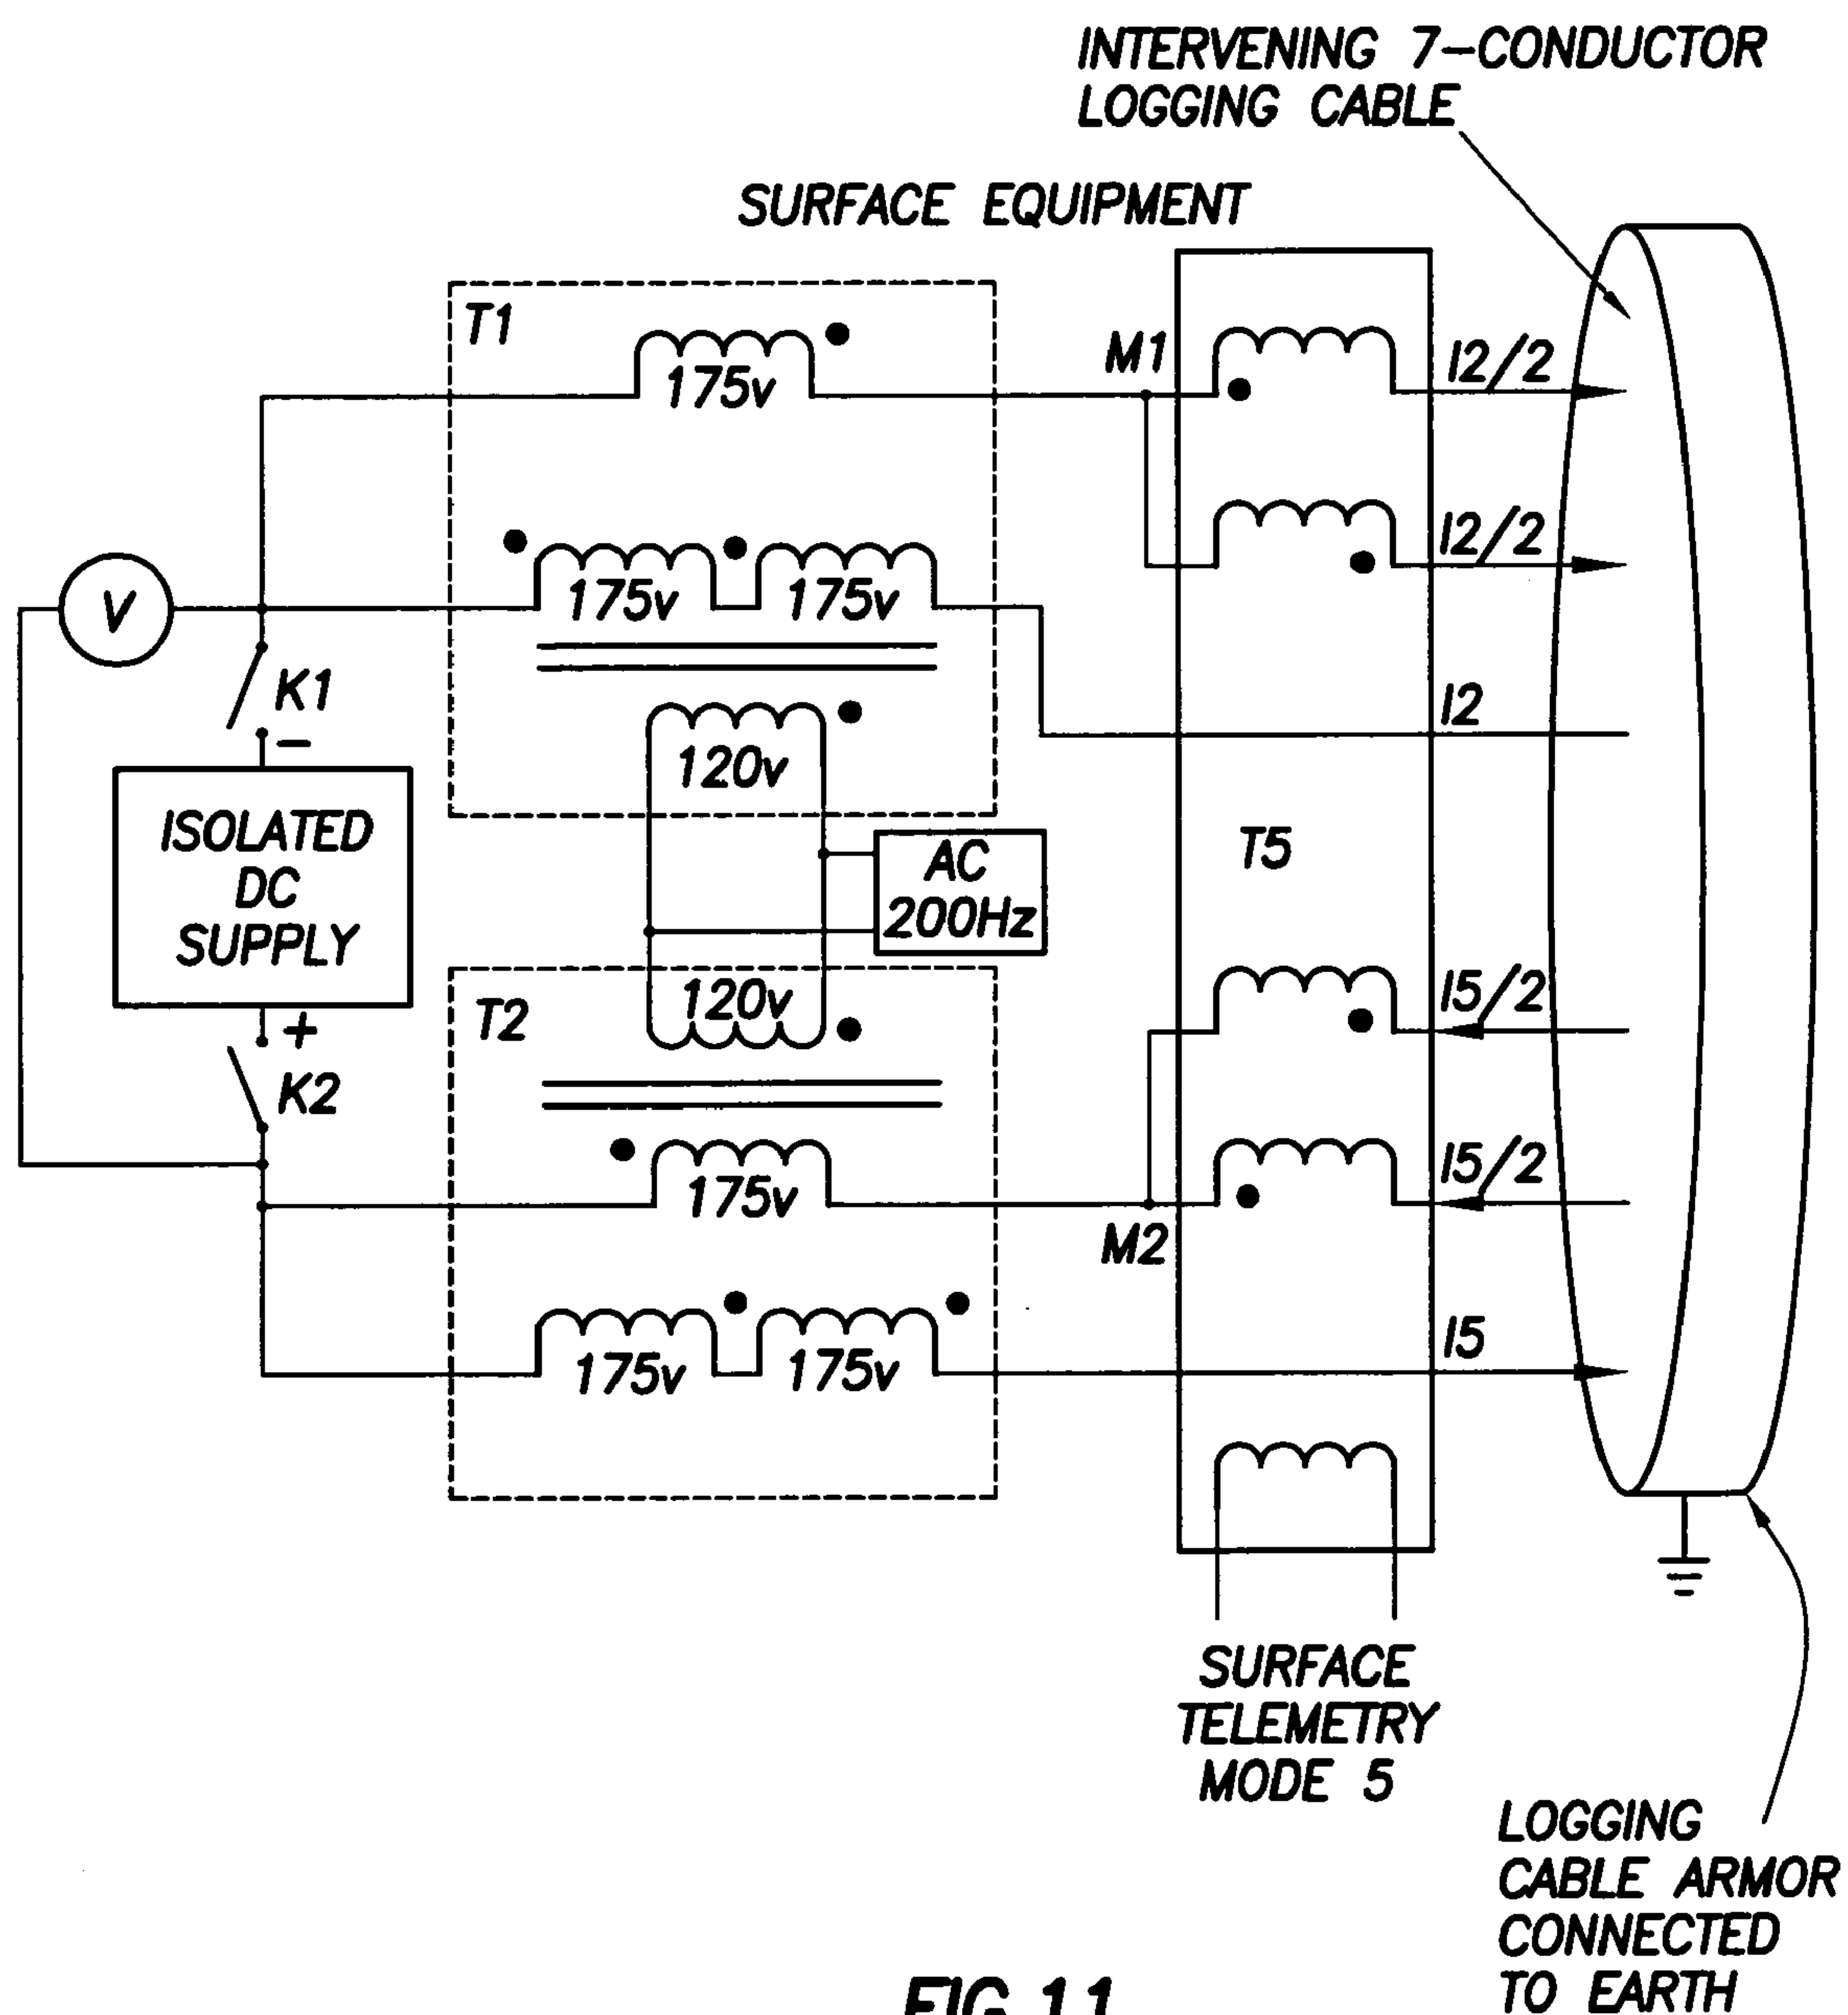 INTERVENING 7-CONDUCTOR
LOGGING CABLE
SURFACE EQUIPMENT
T1
175v
M1
I2/2
175v
175v
I2/2
V
K1
-
I2
120v
ISOLATED
DC
SUPPLY
AC
200Hz
T5
+
K2
T2
120v
I5/2
175v
M2
I5/2
175v
175v
I5
SURFACE
TELEMETRY
MODE 5
LOGGING
CABLE ARMOR
CONNECTED
TO EARTH
FIG. 11